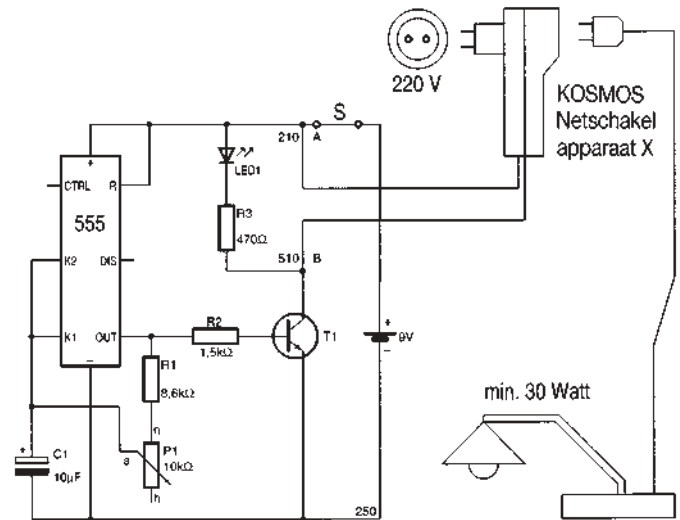 220 V
KOSMOS
Netschakel
apparaat X
S
210 A
LED1
+
CTRL R
555
R3
470Ω
K2 DIS
510 B
K1 OUT
R2
1,5kΩ
T1
+
9V
−
−
R1
8,6kΩ
min. 30 Watt
n
+
C1
10µF
a
P1
10kΩ
h
250